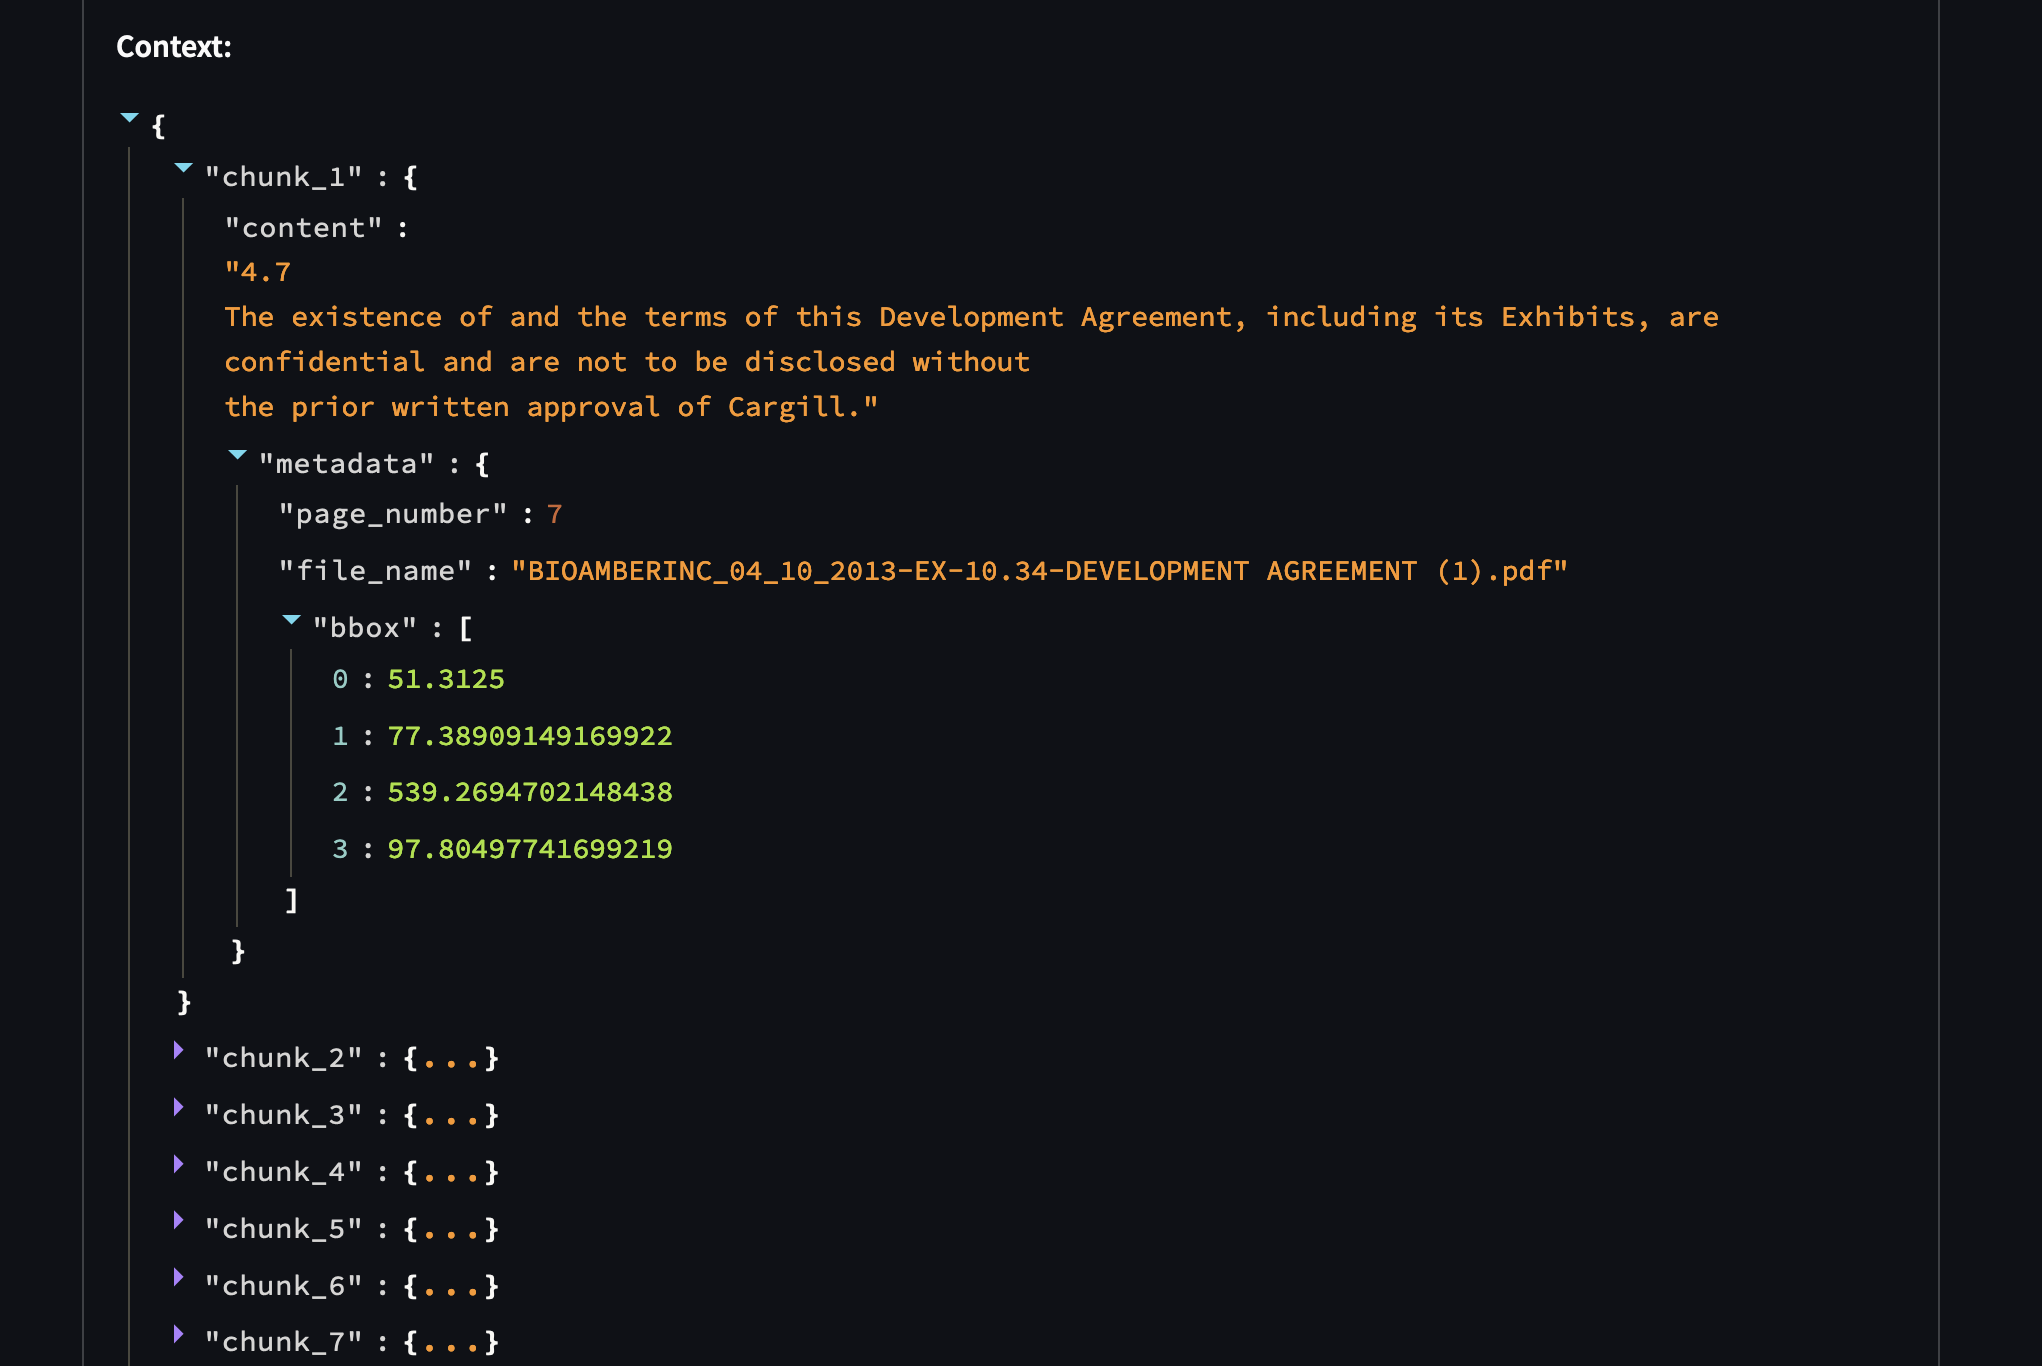 Context:
{
"chunk_1" : {
"content" :
"4.7
The existence of and the terms of this Development Agreement, including its Exhibits, are
confidential and are not to be disclosed without
the prior written approval of Cargill."
"metadata" : {
"page_number" : 7
"file_name" : "BIOAMBERINC_04_10_2013-EX-10.34-DEVELOPMENT AGREEMENT (1).pdf"
"bbox" : [
0 : 51.3125
1 : 77.38909149169922
2 : 539.2694702148438
3 : 97.80497741699219
]
}
}
"chunk_2" : {...}
"chunk_3" : {...}
"chunk_4" : {...}
"chunk_5" : {...}
"chunk_6" : {...}
"chunk_7" : {...}